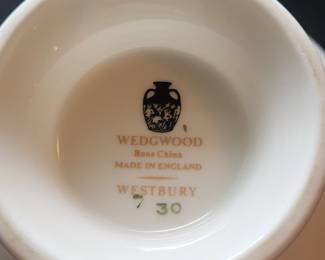 WEDGWOOD
Bone China
MADE IN ENGLAND
WESTBURY
7 30